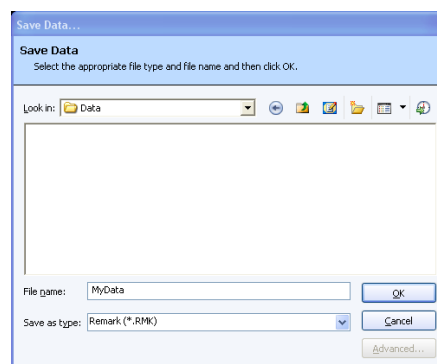 Save Data...
Save Data
Select the appropriate file type and file name and then click OK.
Look in: Data
File name: MyData
OK
Save as type: Remark (*.RMK)
Cancel
Advanced...